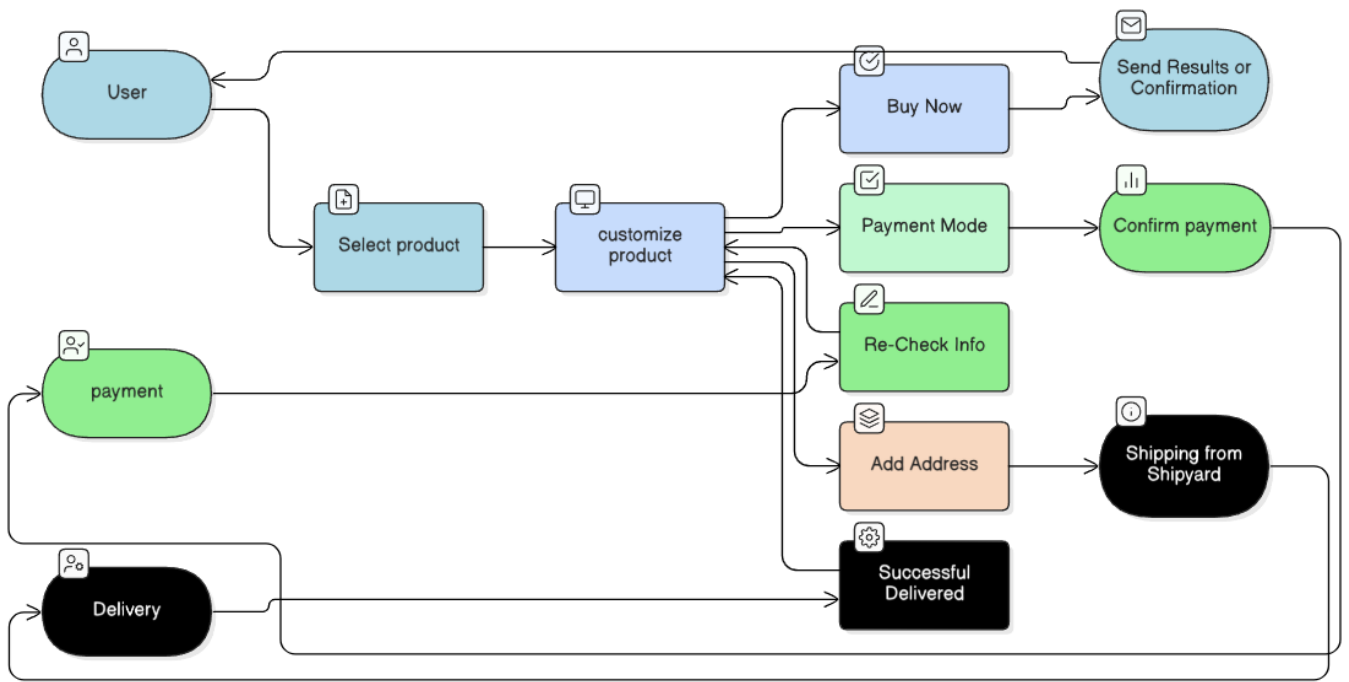 User
Buy Now
Send Results or
Confirmation
Select product
customize
product
Payment Mode
Confirm payment
payment
Re-Check Info
Add Address
Shipping from
Shipyard
Delivery
Successful
Delivered